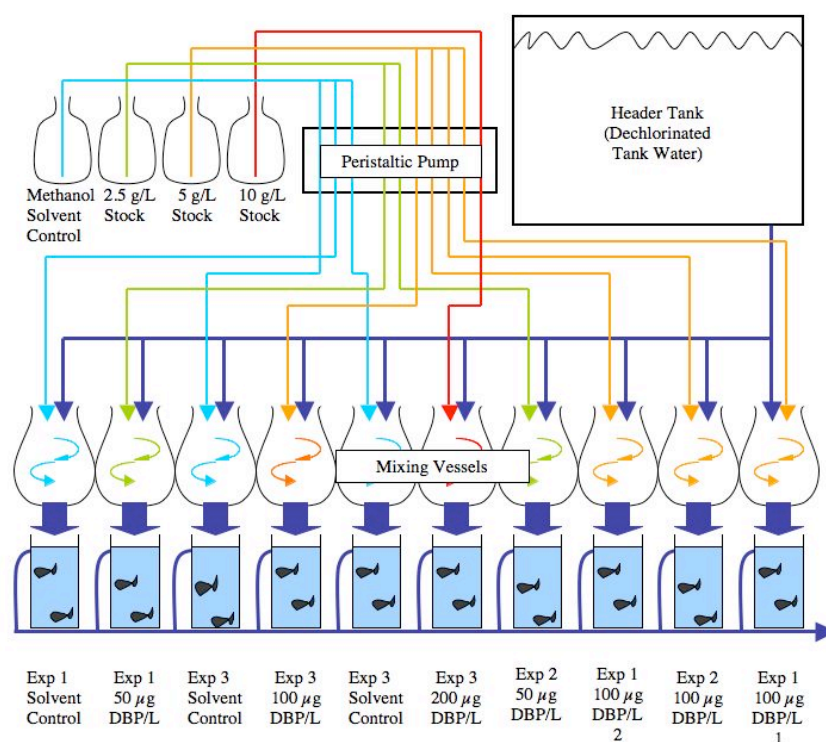 Header Tank
(Dechlorinated
Tank Water)
Peristaltic Pump
Methanol
Solvent
Control
2.5 g/L
Stock
5 g/L
Stock
10 g/L
Stock
Mixing Vessels
Exp 1
Solvent
Control
Exp 1
50 µg
DBP/L
Exp 3
Solvent
Control
Exp 3
100 µg
DBP/L
Exp 3
Solvent
Control
Exp 3
200 µg
DBP/L
Exp 2
50 µg
DBP/L
Exp 1
100 µg
DBP/L
2
Exp 2
100 µg
DBP/L
Exp 1
100 µg
DBP/L
1